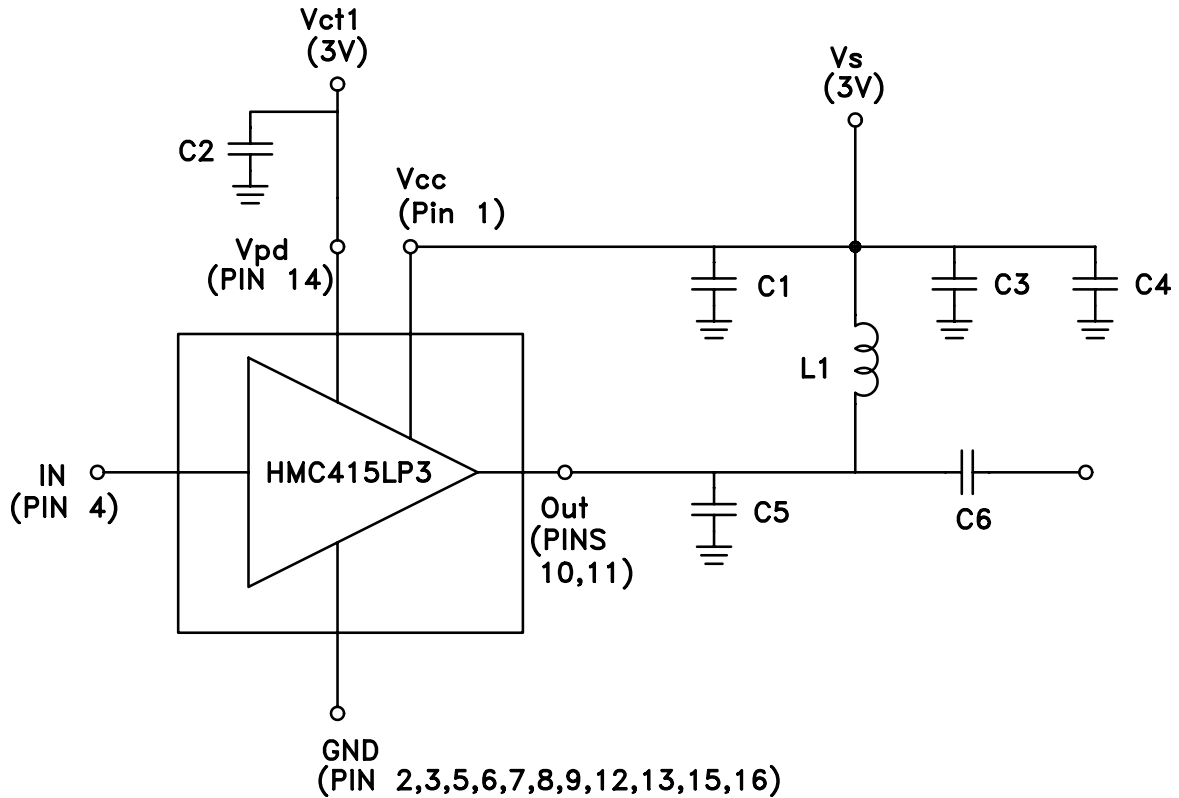 Vct1
(3V)
Vs
(3V)
C2
Vcc
(Pin 1)
Vpd
(PIN 14)
C1
C3
C4
L1
IN
(PIN 4)
HMC415LP3
Out
(PINS
10,11)
C5
C6
GND
(PIN 2,3,5,6,7,8,9,12,13,15,16)